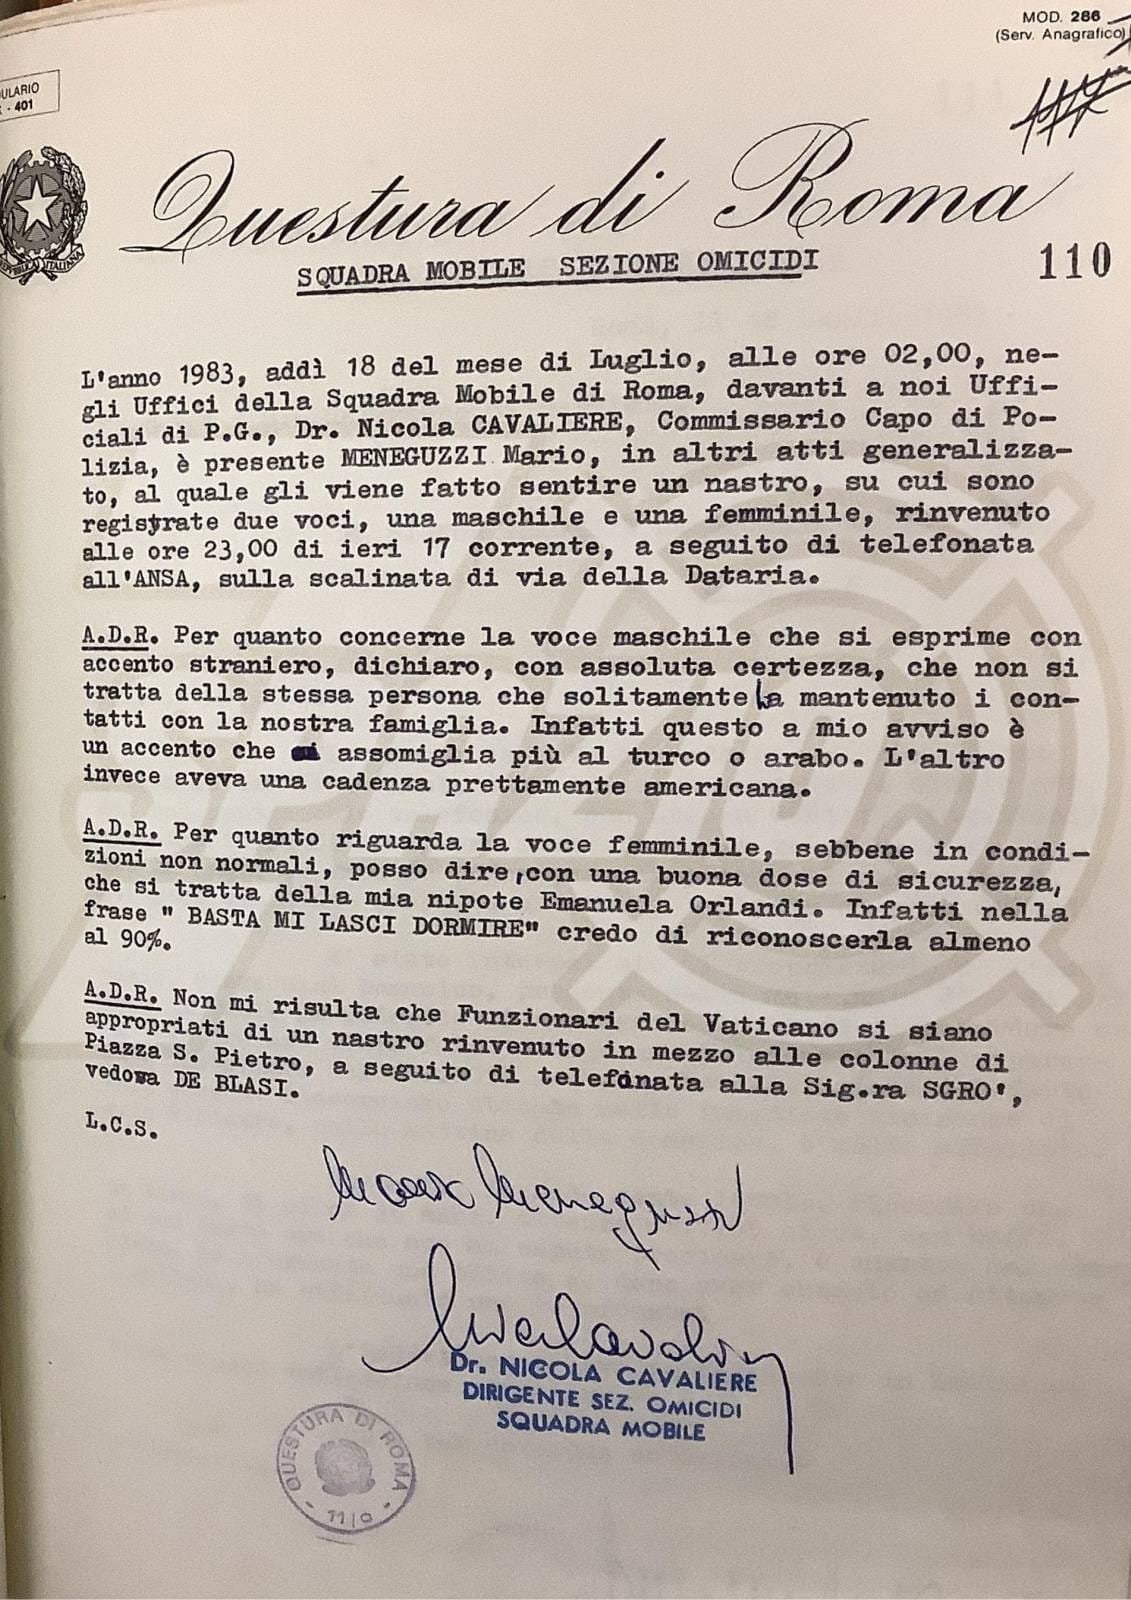 MOD. 286
(Serv. Anagrafico)
ULARIO
- 401
REPVBBLICA ITALIANA
Questura di Roma
SQUADRA MOBILE SEZIONE OMICIDI
110
L'anno 1983, addì 18 del mese di Luglio, alle ore 02,00, ne-
gli Uffici della Squadra Mobile di Roma, davanti a noi Uffi-
ciali di P.G., Dr. Nicola CAVALIERE, Commissario Capo di Po-
lizia, è presente MENEGUZZI Mario, in altri atti generalizza-
to, al quale gli viene fatto sentire un nastro, su cui sono
registrate due voci, una maschile e una femminile, rinvenuto
alle ore 23,00 di ieri 17 corrente, a seguito di telefonata
all'ANSA, sulla scalinata di via della Dataria.
A.D.R. Per quanto concerne la voce maschile che si esprime con
accento straniero, dichiaro, con assoluta certezza, che non si
tratta della stessa persona che solitamente ha mantenuto i con-
tatti con la nostra famiglia. Infatti questo a mio avviso è
un accento che assomiglia più al turco o arabo. L'altro
invece aveva una cadenza prettamente americana.
A.D.R. Per quanto riguarda la voce femminile, sebbene in condi-
zioni non normali, posso dire, con una buona dose di sicurezza,
che si tratta della mia nipote Emanuela Orlandi. Infatti nella
frase " BASTA MI LASCI DORMIRE" credo di riconoscerla almeno
al 90%.
A.D.R. Non mi risulta che Funzionari del Vaticano si siano
appropriati di un nastro rinvenuto in mezzo alle colonne di
Piazza S. Pietro, a seguito di telefonata alla Sig.ra SGRO',
vedova DE BLASI.
L.C.S.
Mario Meneguzzi
Dr. NICOLA CAVALIERE
DIRIGENTE SEZ. OMICIDI
SQUADRA MOBILE
QUESTURA DI ROMA